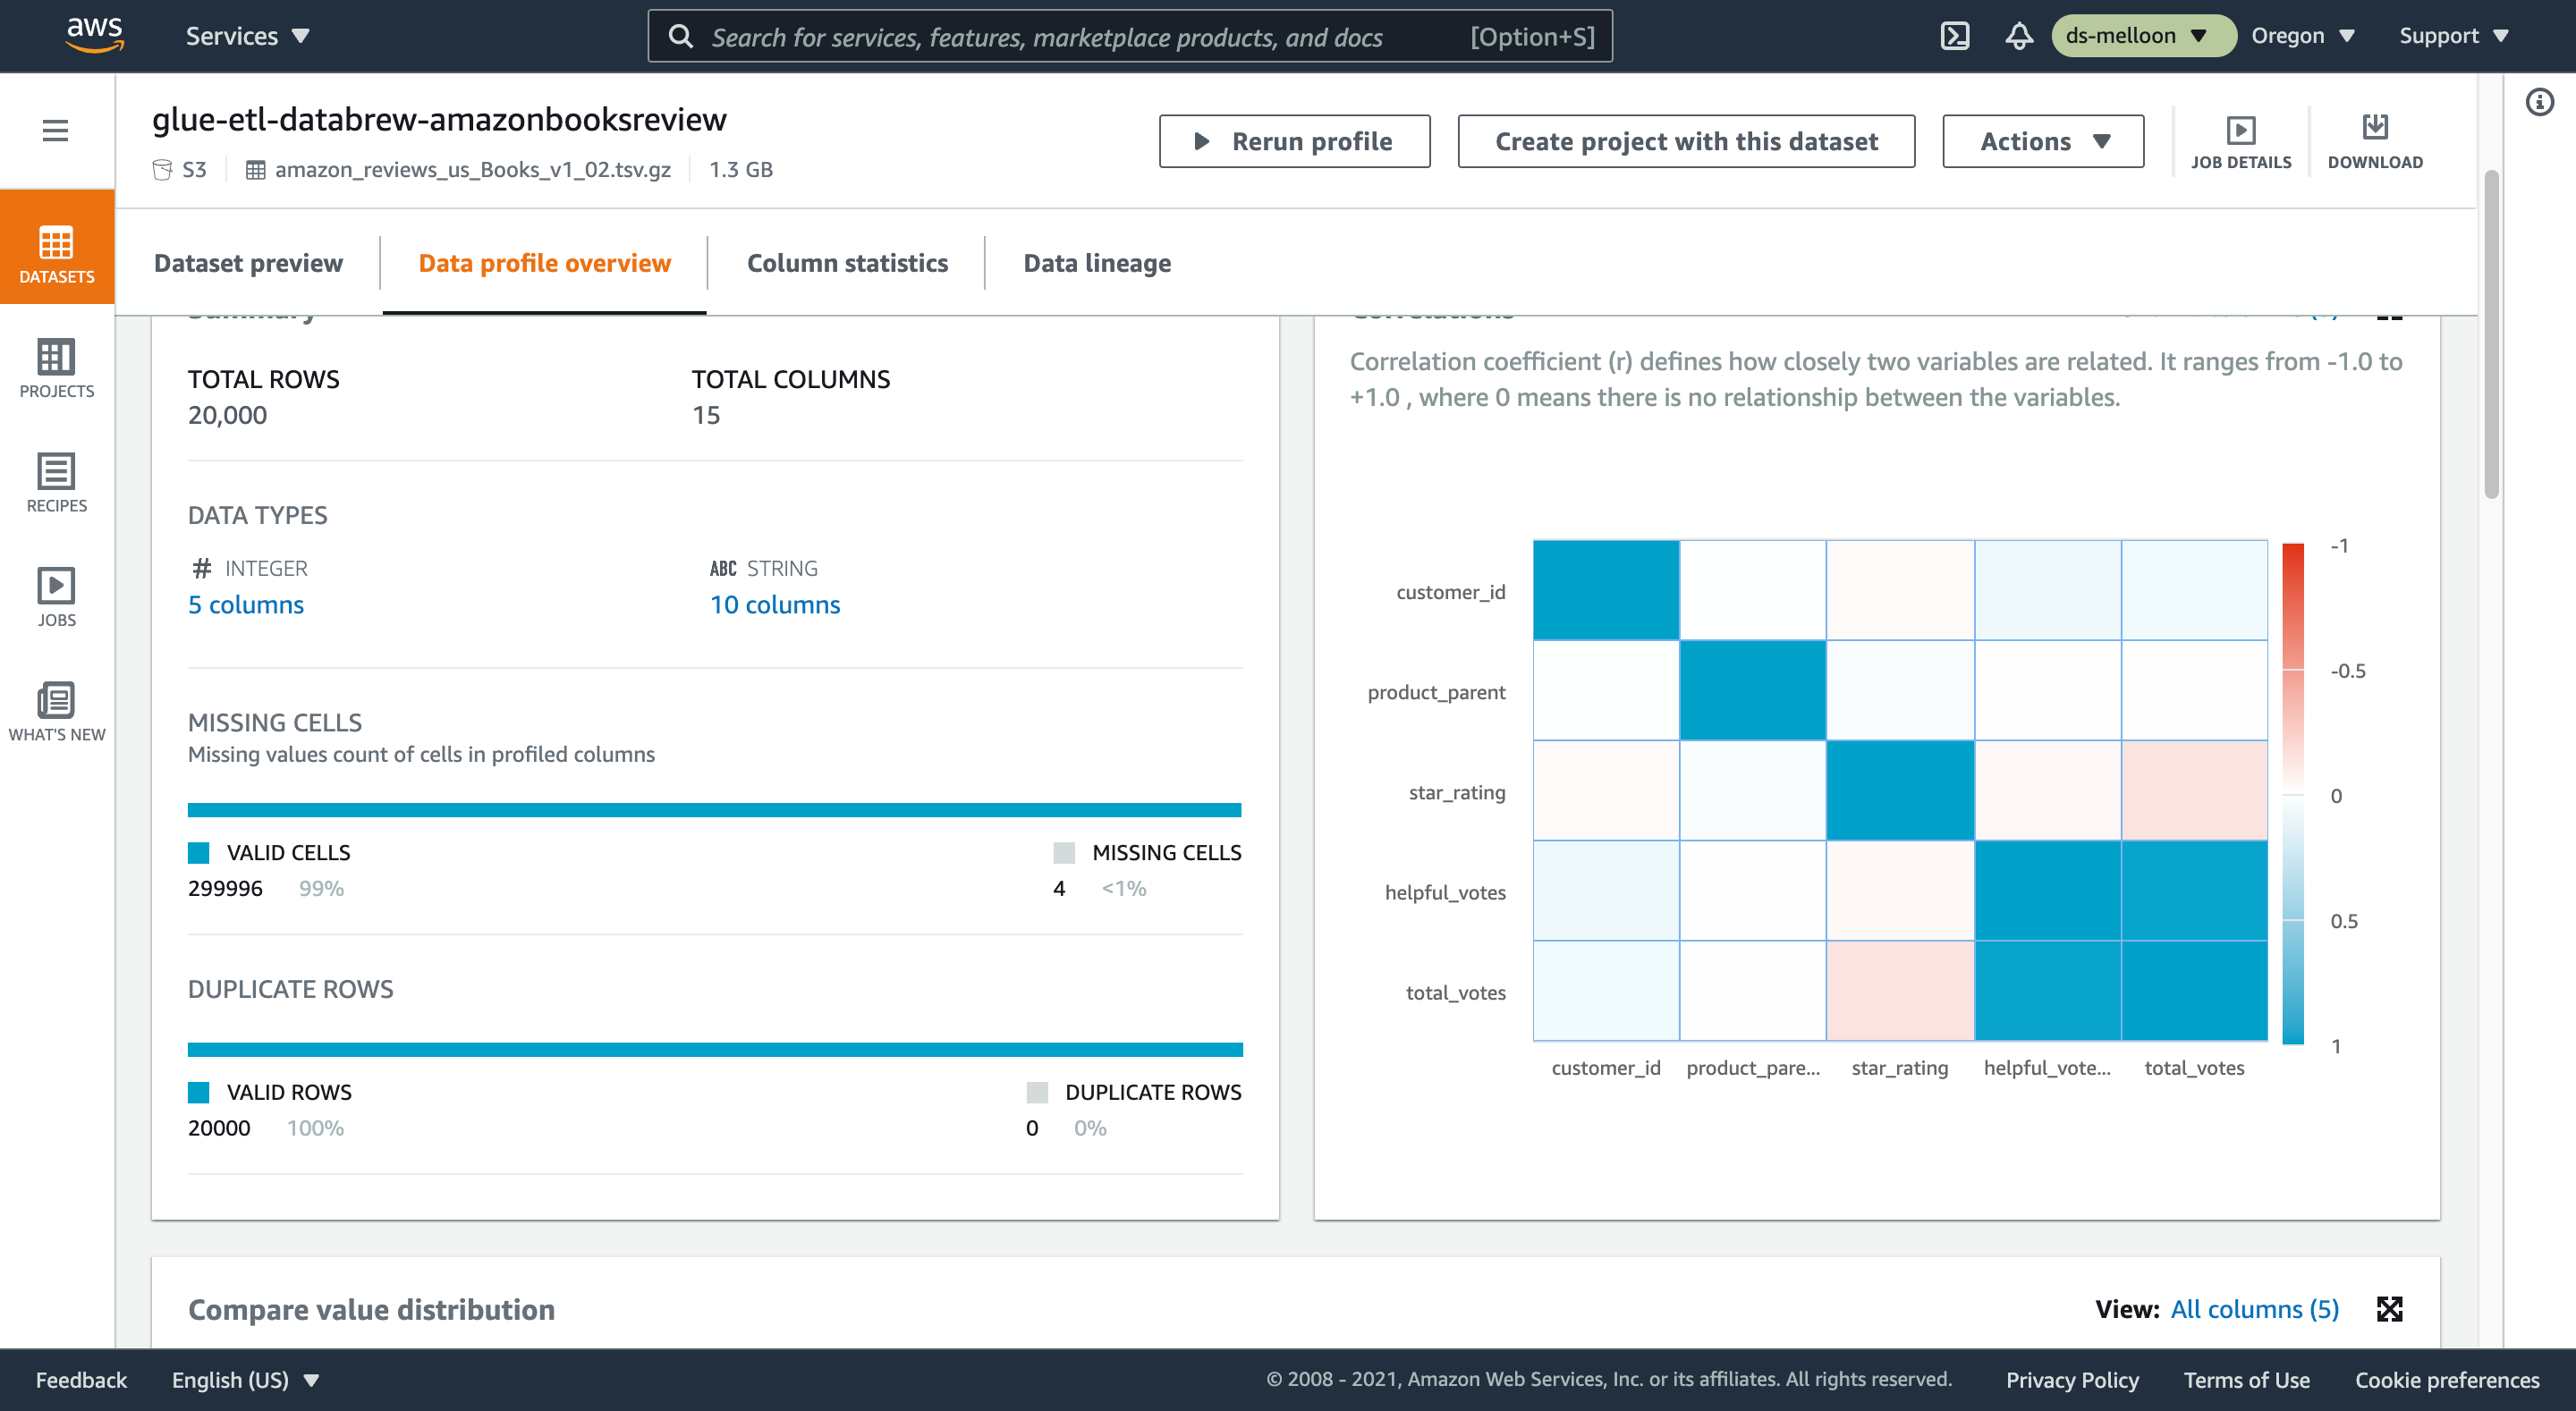 aws
Services
Search for services, features, marketplace products, and docs
[Option+S]
ds-melloon
Oregon
Support
glue-etl-databrew-amazonbooksreview
S3
amazon_reviews_us_Books_v1_02.tsv.gz
1.3 GB
Rerun profile
Create project with this dataset
Actions
JOB DETAILS
DOWNLOAD
DATASETS
PROJECTS
RECIPES
JOBS
WHAT'S NEW
Dataset preview
Data profile overview
Column statistics
Data lineage
Summary
TOTAL ROWS
20,000
TOTAL COLUMNS
15
DATA TYPES
# INTEGER
5 columns
ABC STRING
10 columns
MISSING CELLS
Missing values count of cells in profiled columns
VALID CELLS
299996 99%
MISSING CELLS
4 <1%
DUPLICATE ROWS
VALID ROWS
20000 100%
DUPLICATE ROWS
0 0%
Correlations
Correlation coefficient (r) defines how closely two variables are related. It ranges from -1.0 to
+1.0 , where 0 means there is no relationship between the variables.
customer_id
product_parent
star_rating
helpful_votes
total_votes
customer_id
product_pare...
star_rating
helpful_vote...
total_votes
-1
-0.5
0
0.5
1
Compare value distribution
View: All columns (5)
Feedback
English (US)
© 2008 - 2021, Amazon Web Services, Inc. or its affiliates. All rights reserved.
Privacy Policy
Terms of Use
Cookie preferences